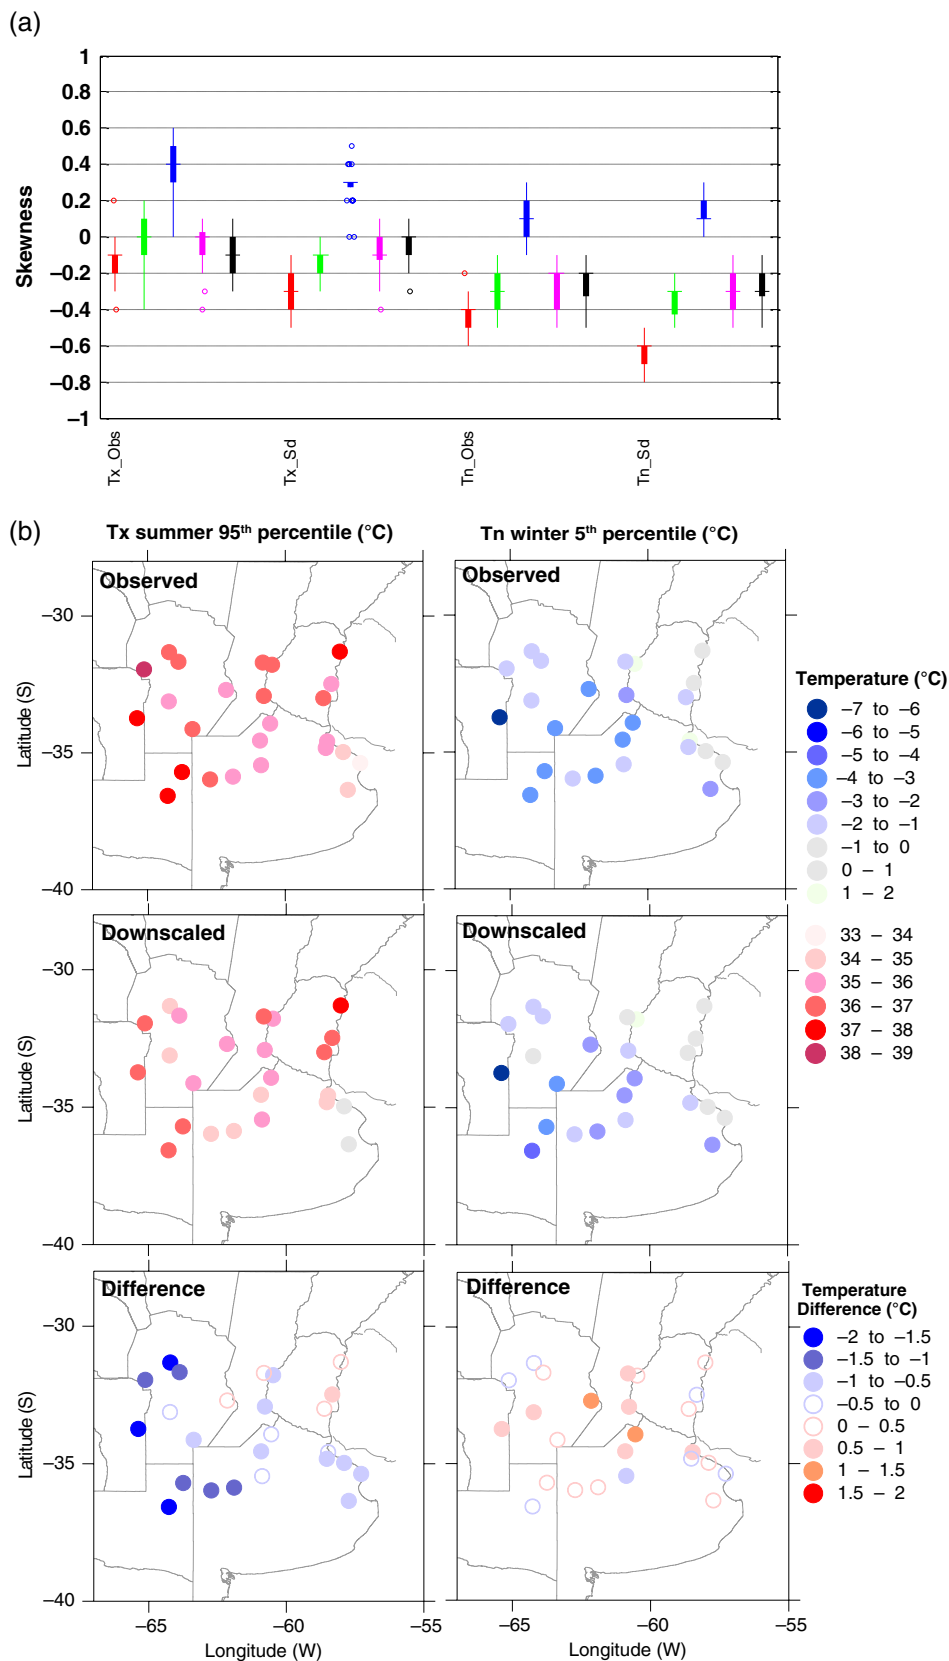 (a)
1
0.8
0.6
0.4
0.2
0
−0.2
−0.4
−0.6
−0.8
−1
Skewness
Tx_Obs
Tx_Sd
Tn_Obs
Tn_Sd
(b)
Tx summer 95th percentile (°C)
Tn winter 5th percentile (°C)
Observed
Observed
−30
−35
−40
Latitude (S)
Temperature (°C)
−7 to −6
−6 to −5
−5 to −4
−4 to −3
−3 to −2
−2 to −1
−1 to 0
0 − 1
1 − 2
33 − 34
34 − 35
35 − 36
36 − 37
37 − 38
38 − 39
Downscaled
Downscaled
−30
−35
−40
Latitude (S)
Difference
Difference
−30
−35
−40
Latitude (S)
Temperature
Difference (°C)
−2 to −1.5
−1.5 to −1
−1 to −0.5
−0.5 to 0
0 − 0.5
0.5 − 1
1 − 1.5
1.5 − 2
−65
−60
−55
−65
−60
−55
Longitude (W)
Longitude (W)